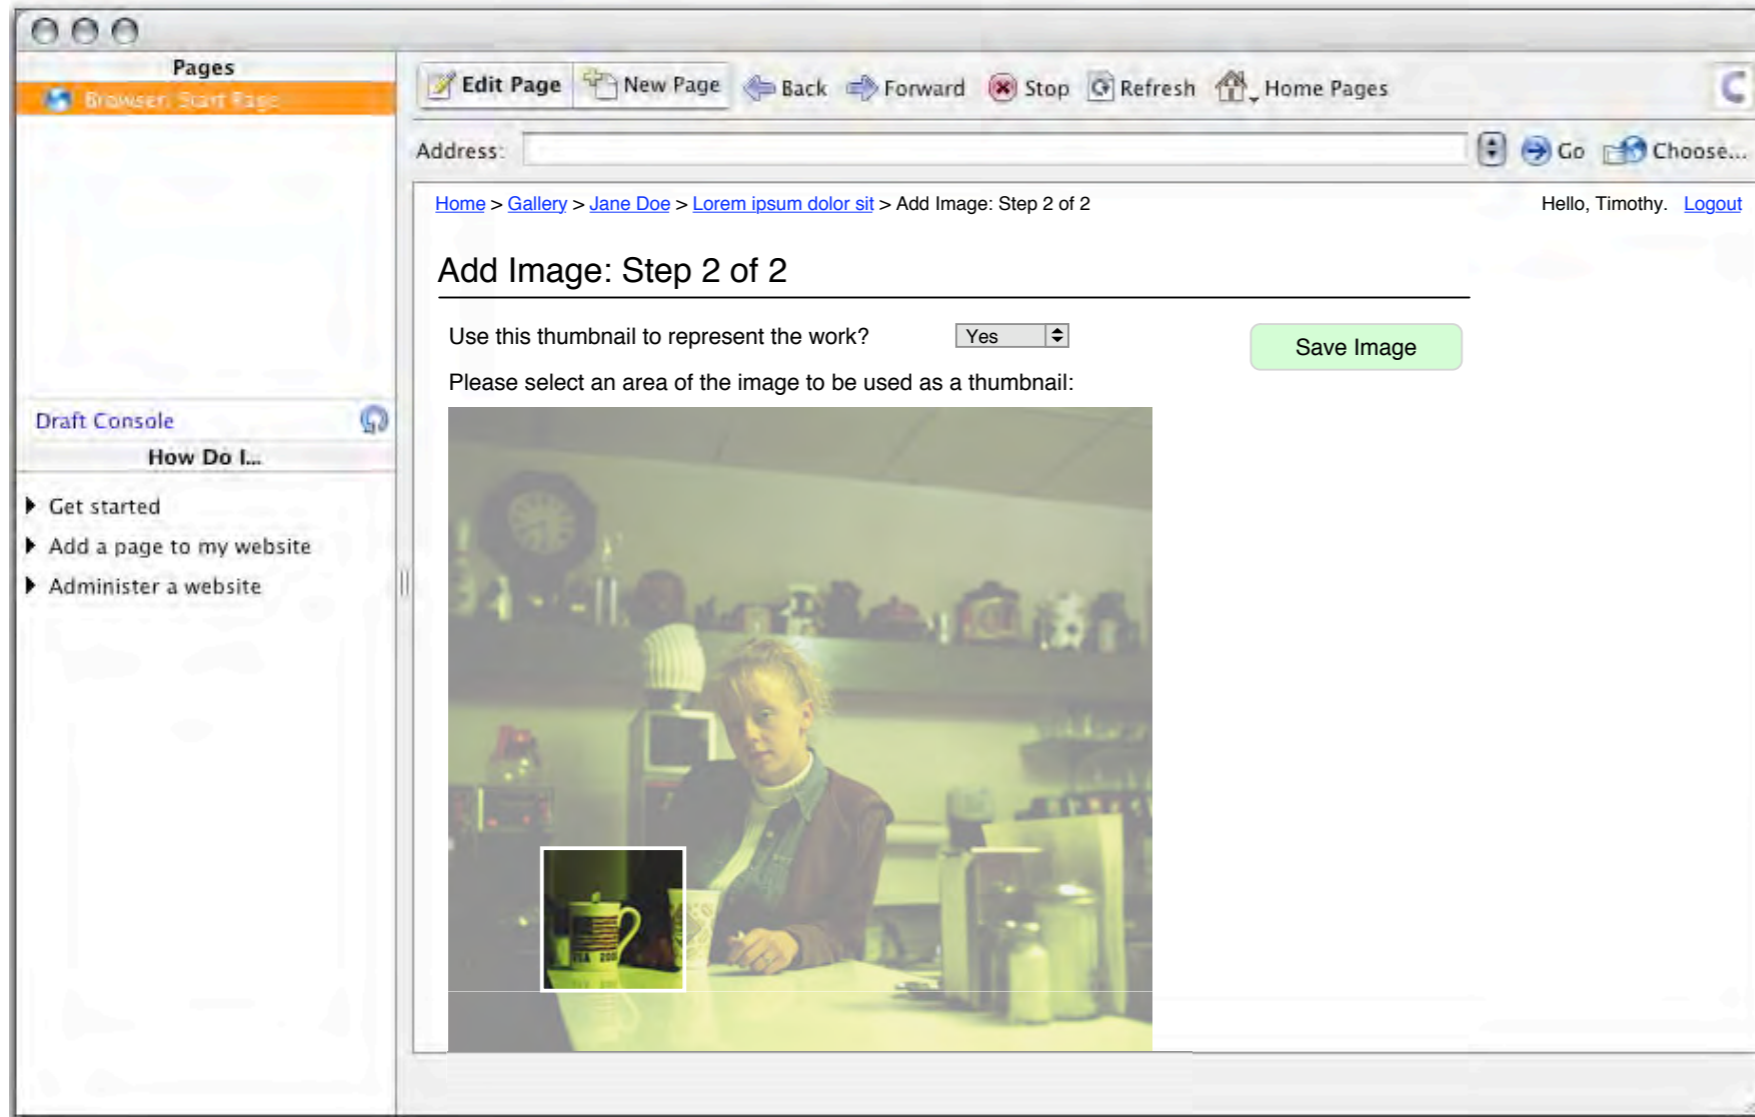 Pages
Browser: Start Page
Edit Page New Page Back Forward Stop Refresh Home Pages
Address: Go Choose...
Home > Gallery > Jane Doe > Lorem ipsum dolor sit > Add Image: Step 2 of 2 Hello, Timothy. Logout
Add Image: Step 2 of 2
Use this thumbnail to represent the work? Yes
Save Image
Please select an area of the image to be used as a thumbnail:
Draft Console
How Do I...
Get started
Add a page to my website
Administer a website